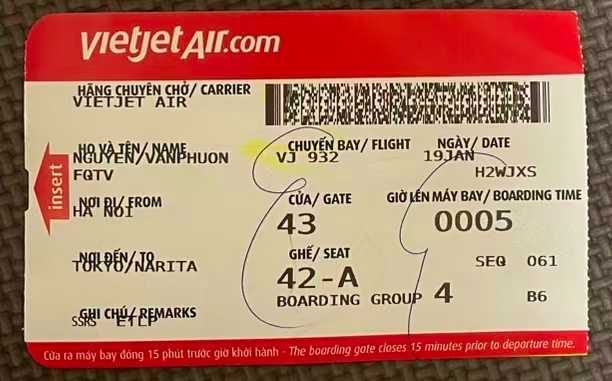 vietjetAir.com
HÃNG CHUYÊN CHỞ/ CARRIER
VIETJET AIR
HỌ VÀ TÊN/ NAME CHUYẾN BAY/ FLIGHT NGÀY/ DATE
NGUYEN/VANPHUON VJ 932 19JAN
FQTV H2WJXS
insert
NƠI ĐI/ FROM CỬA/ GATE GIỜ LÊN MÁY BAY/ BOARDING TIME
HA NOI 43 0005
NƠI ĐẾN/ TO GHẾ/ SEAT
TOKYO/NARITA 42-A SEQ 061
BOARDING GROUP 4 B6
GHI CHÚ/ REMARKS
SSRS ETLP
Cửa ra máy bay đóng 15 phút trước giờ khởi hành - The boarding gate closes 15 minutes prior to departure time.